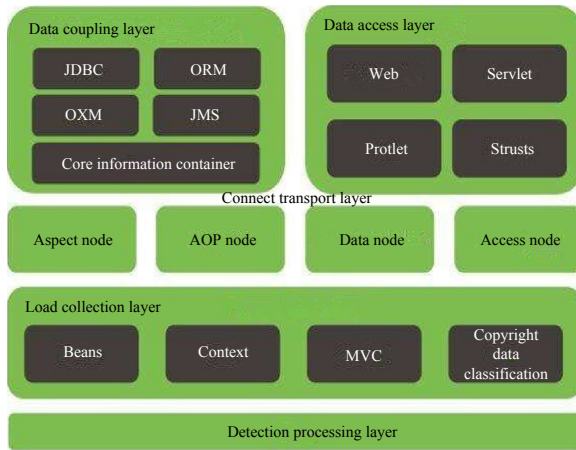 Data coupling layer
JDBC
ORM
OXM
JMS
Core information container
Data access layer
Web
Servlet
Protlet
Strusts
Connect transport layer
Aspect node
AOP node
Data node
Access node
Load collection layer
Beans
Context
MVC
Copyright
data
classification
Detection processing layer